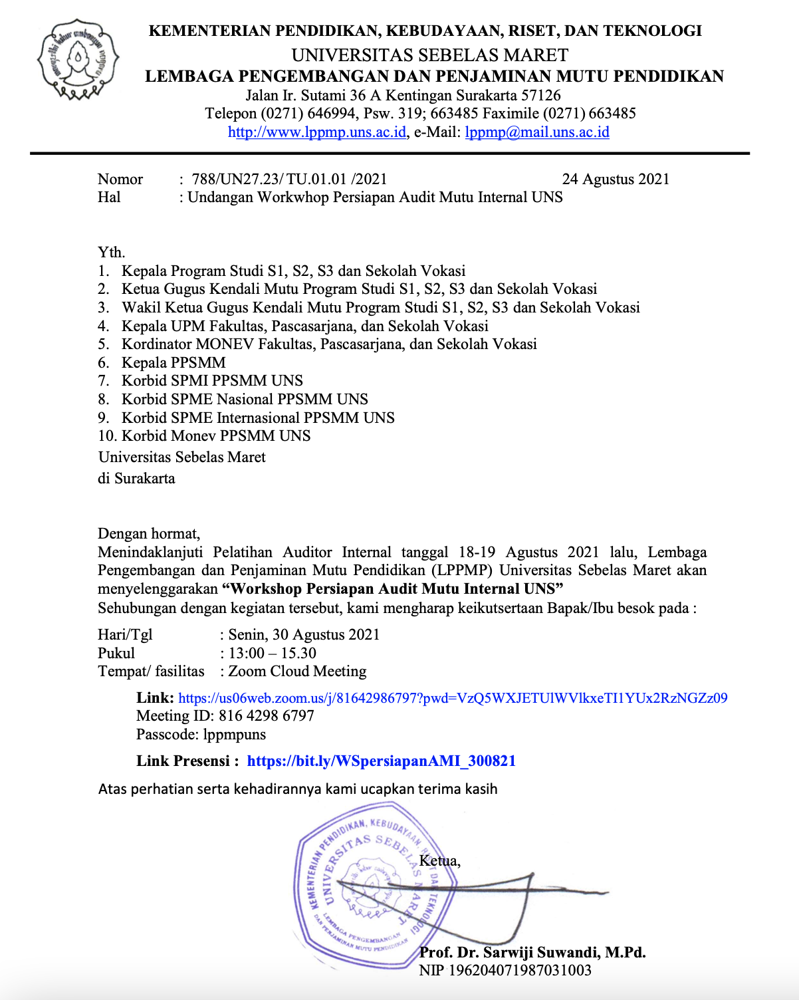 KEMENTERIAN PENDIDIKAN, KEBUDAYAAN, RISET, DAN TEKNOLOGI
UNIVERSITAS SEBELAS MARET
LEMBAGA PENGEMBANGAN DAN PENJAMINAN MUTU PENDIDIKAN
Jalan Ir. Sutami 36 A Kentingan Surakarta 57126
Telepon (0271) 646994, Psw. 319; 663485 Faximile (0271) 663485
http://www.lppmp.uns.ac.id, e-Mail: lppmp@mail.uns.ac.id
Nomor : 788/UN27.23/ TU.01.01 /2021 24 Agustus 2021
Hal : Undangan Workwhop Persiapan Audit Mutu Internal UNS
Yth.
1. Kepala Program Studi S1, S2, S3 dan Sekolah Vokasi
2. Ketua Gugus Kendali Mutu Program Studi S1, S2, S3 dan Sekolah Vokasi
3. Wakil Ketua Gugus Kendali Mutu Program Studi S1, S2, S3 dan Sekolah Vokasi
4. Kepala UPM Fakultas, Pascasarjana, dan Sekolah Vokasi
5. Kordinator MONEV Fakultas, Pascasarjana, dan Sekolah Vokasi
6. Kepala PPSMM
7. Korbid SPMI PPSMM UNS
8. Korbid SPME Nasional PPSMM UNS
9. Korbid SPME Internasional PPSMM UNS
10. Korbid Monev PPSMM UNS
Universitas Sebelas Maret
di Surakarta
Dengan hormat,
Menindaklanjuti Pelatihan Auditor Internal tanggal 18-19 Agustus 2021 lalu, Lembaga
Pengembangan dan Penjaminan Mutu Pendidikan (LPPMP) Universitas Sebelas Maret akan
menyelenggarakan “Workshop Persiapan Audit Mutu Internal UNS”
Sehubungan dengan kegiatan tersebut, kami mengharap keikutsertaan Bapak/Ibu besok pada :
Hari/Tgl : Senin, 30 Agustus 2021
Pukul : 13:00 – 15.30
Tempat/ fasilitas : Zoom Cloud Meeting
Link: https://us06web.zoom.us/j/81642986797?pwd=VzQ5WXJETUlWVlkxeTI1YUx2RzNGZz09
Meeting ID: 816 4298 6797
Passcode: lppmpuns
Link Presensi : https://bit.ly/WSpersiapanAMI_300821
Atas perhatian serta kehadirannya kami ucapkan terima kasih
KEMENTERIAN PENDIDIKAN, KEBUDAYAAN, RISET DAN TEKNOLOGI
UNIVERSITAS SEBELAS MARET
LEMBAGA PENGEMBANGAN
DAN PENJAMINAN MUTU PENDIDIKAN
Ketua,
Prof. Dr. Sarwiji Suwandi, M.Pd.
NIP 196204071987031003